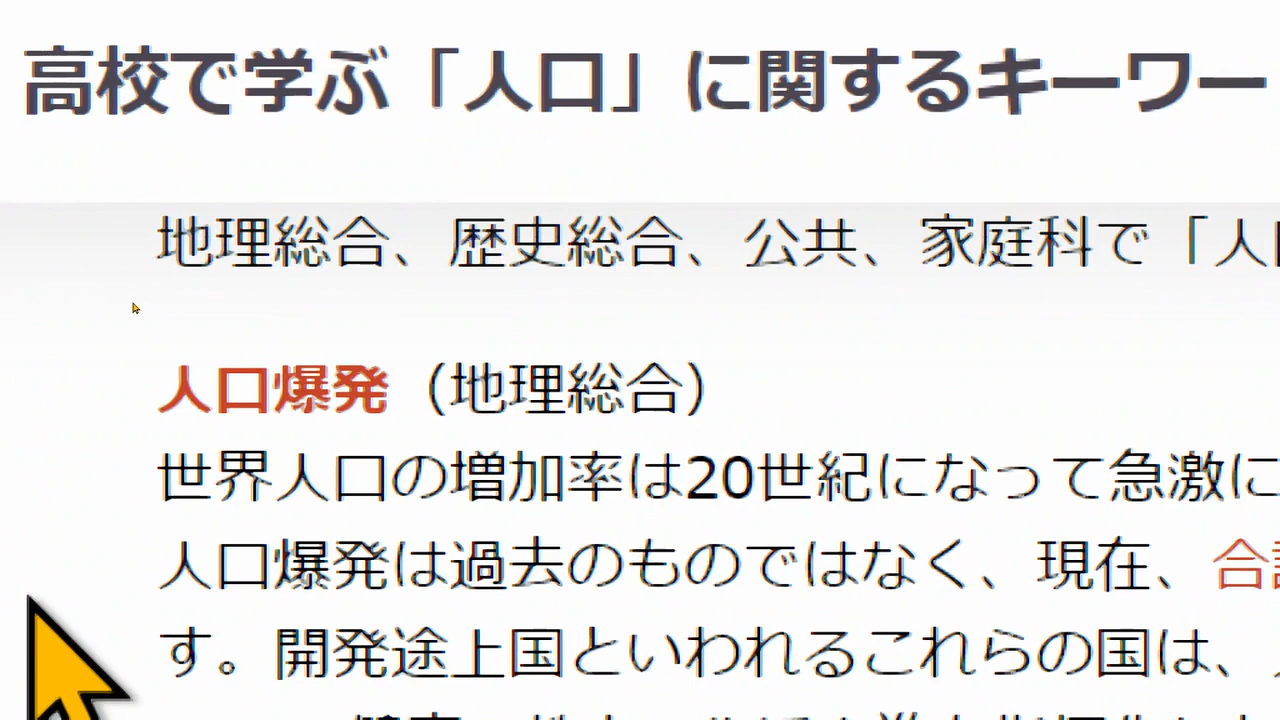 高校で学ぶ「人口」に関するキーワー
地理総合、歴史総合、公共、家庭科で「人
人口爆発（地理総合）
世界人口の増加率は20世紀になって急激に
人口爆発は過去のものではなく、現在、合
す。開発途上国といわれるこれらの国は、